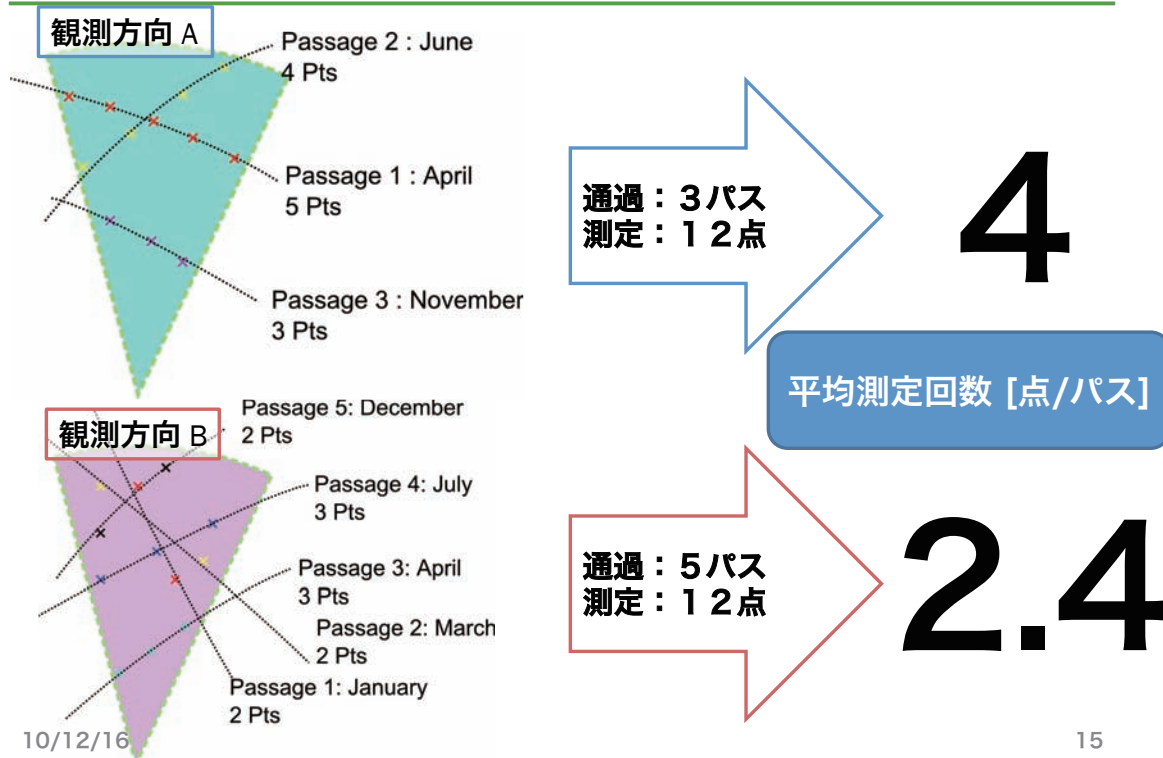 観測方向 A
Passage 2 : June
4 Pts
Passage 1 : April
5 Pts
Passage 3 : November
3 Pts
通過：３パス
測定：１２点
4
平均測定回数 [点/パス]
観測方向 B
Passage 5: December
2 Pts
Passage 4: July
3 Pts
Passage 3: April
3 Pts
Passage 2: March
2 Pts
Passage 1: January
2 Pts
通過：５パス
測定：１２点
2.4
10/12/16
15